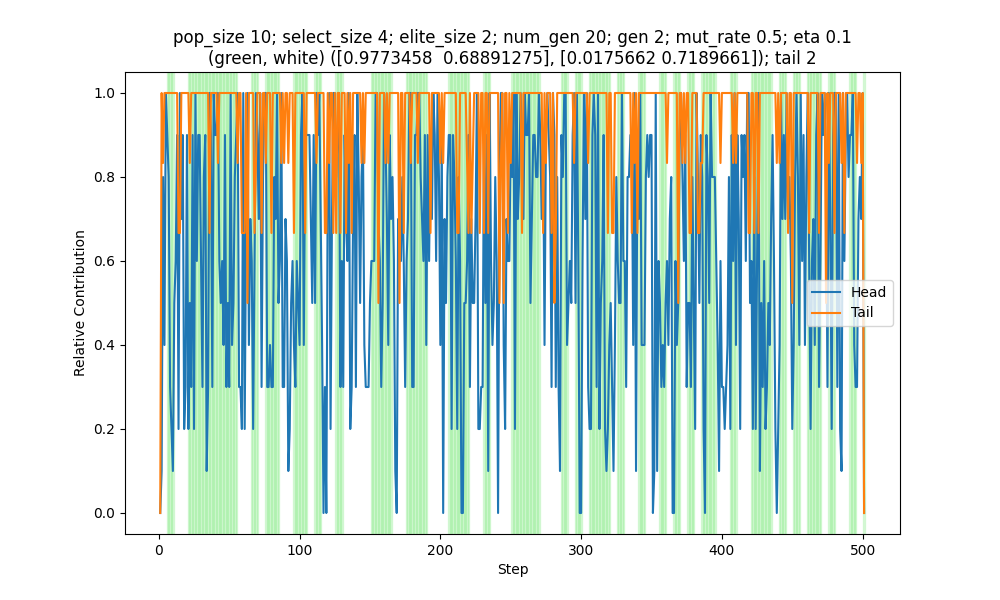 pop_size 10; select_size 4; elite_size 2; num_gen 20; gen 2; mut_rate 0.5; eta 0.1
(green, white) ([0.9773458  0.68891275], [0.0175662 0.7189661]); tail 2
1.0
0.8
0.6
0.4
0.2
0.0
Relative Contribution
Head
Tail
0
100
200
300
400
500
Step